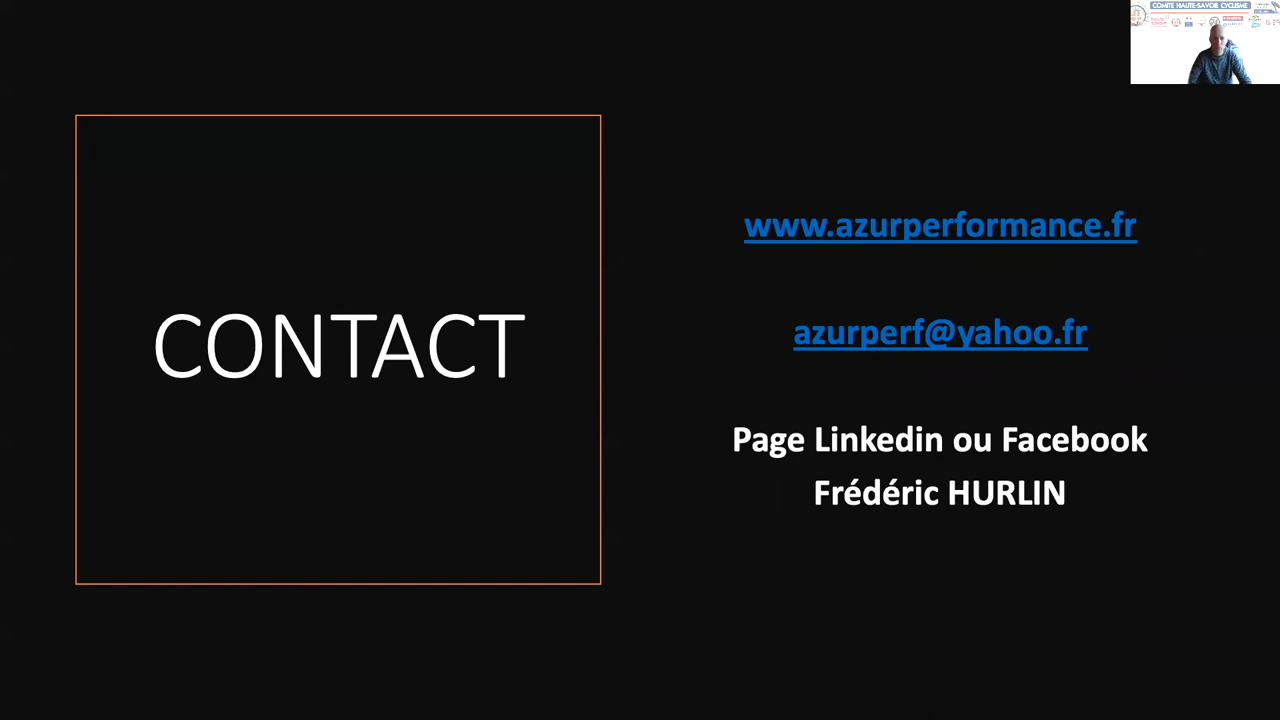 COMITE HAUTE-SAVOIE CYCLISME
CONTACT
www.azurperformance.fr
azurperf@yahoo.fr
Page Linkedin ou Facebook
Frédéric HURLIN